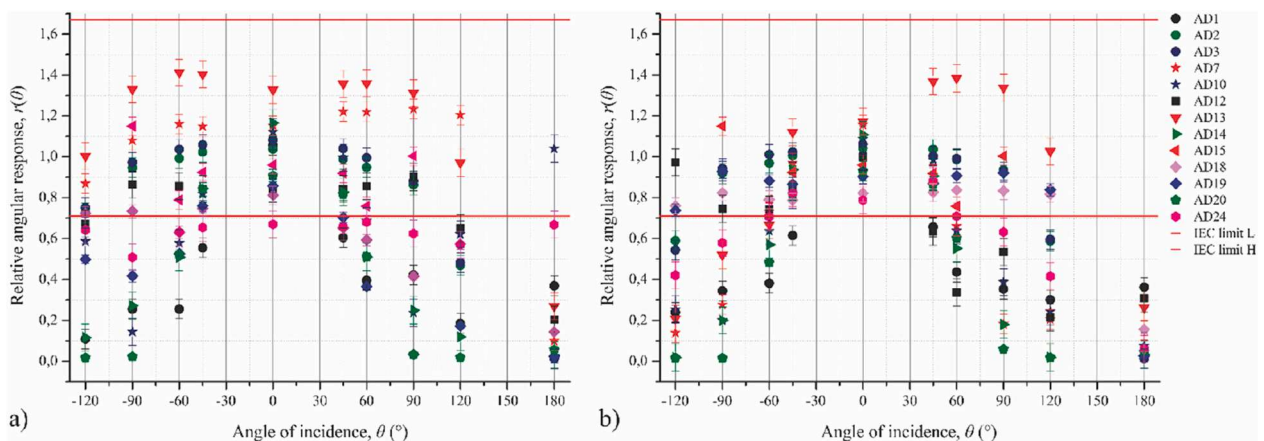 Relative angular response, r(θ)
1,6
1,4
1,2
1,0
0,8
0,6
0,4
0,2
0,0
-120 -90 -60 -30 0 30 60 90 120 150 180
Angle of incidence, θ (°)
a)
Relative angular response, r(θ)
1,6
1,4
1,2
1,0
0,8
0,6
0,4
0,2
0,0
-120 -90 -60 -30 0 30 60 90 120 150 180
Angle of incidence, θ (°)
b)
AD1
AD2
AD3
AD7
AD10
AD12
AD13
AD14
AD15
AD18
AD19
AD20
AD24
IEC limit L
IEC limit H